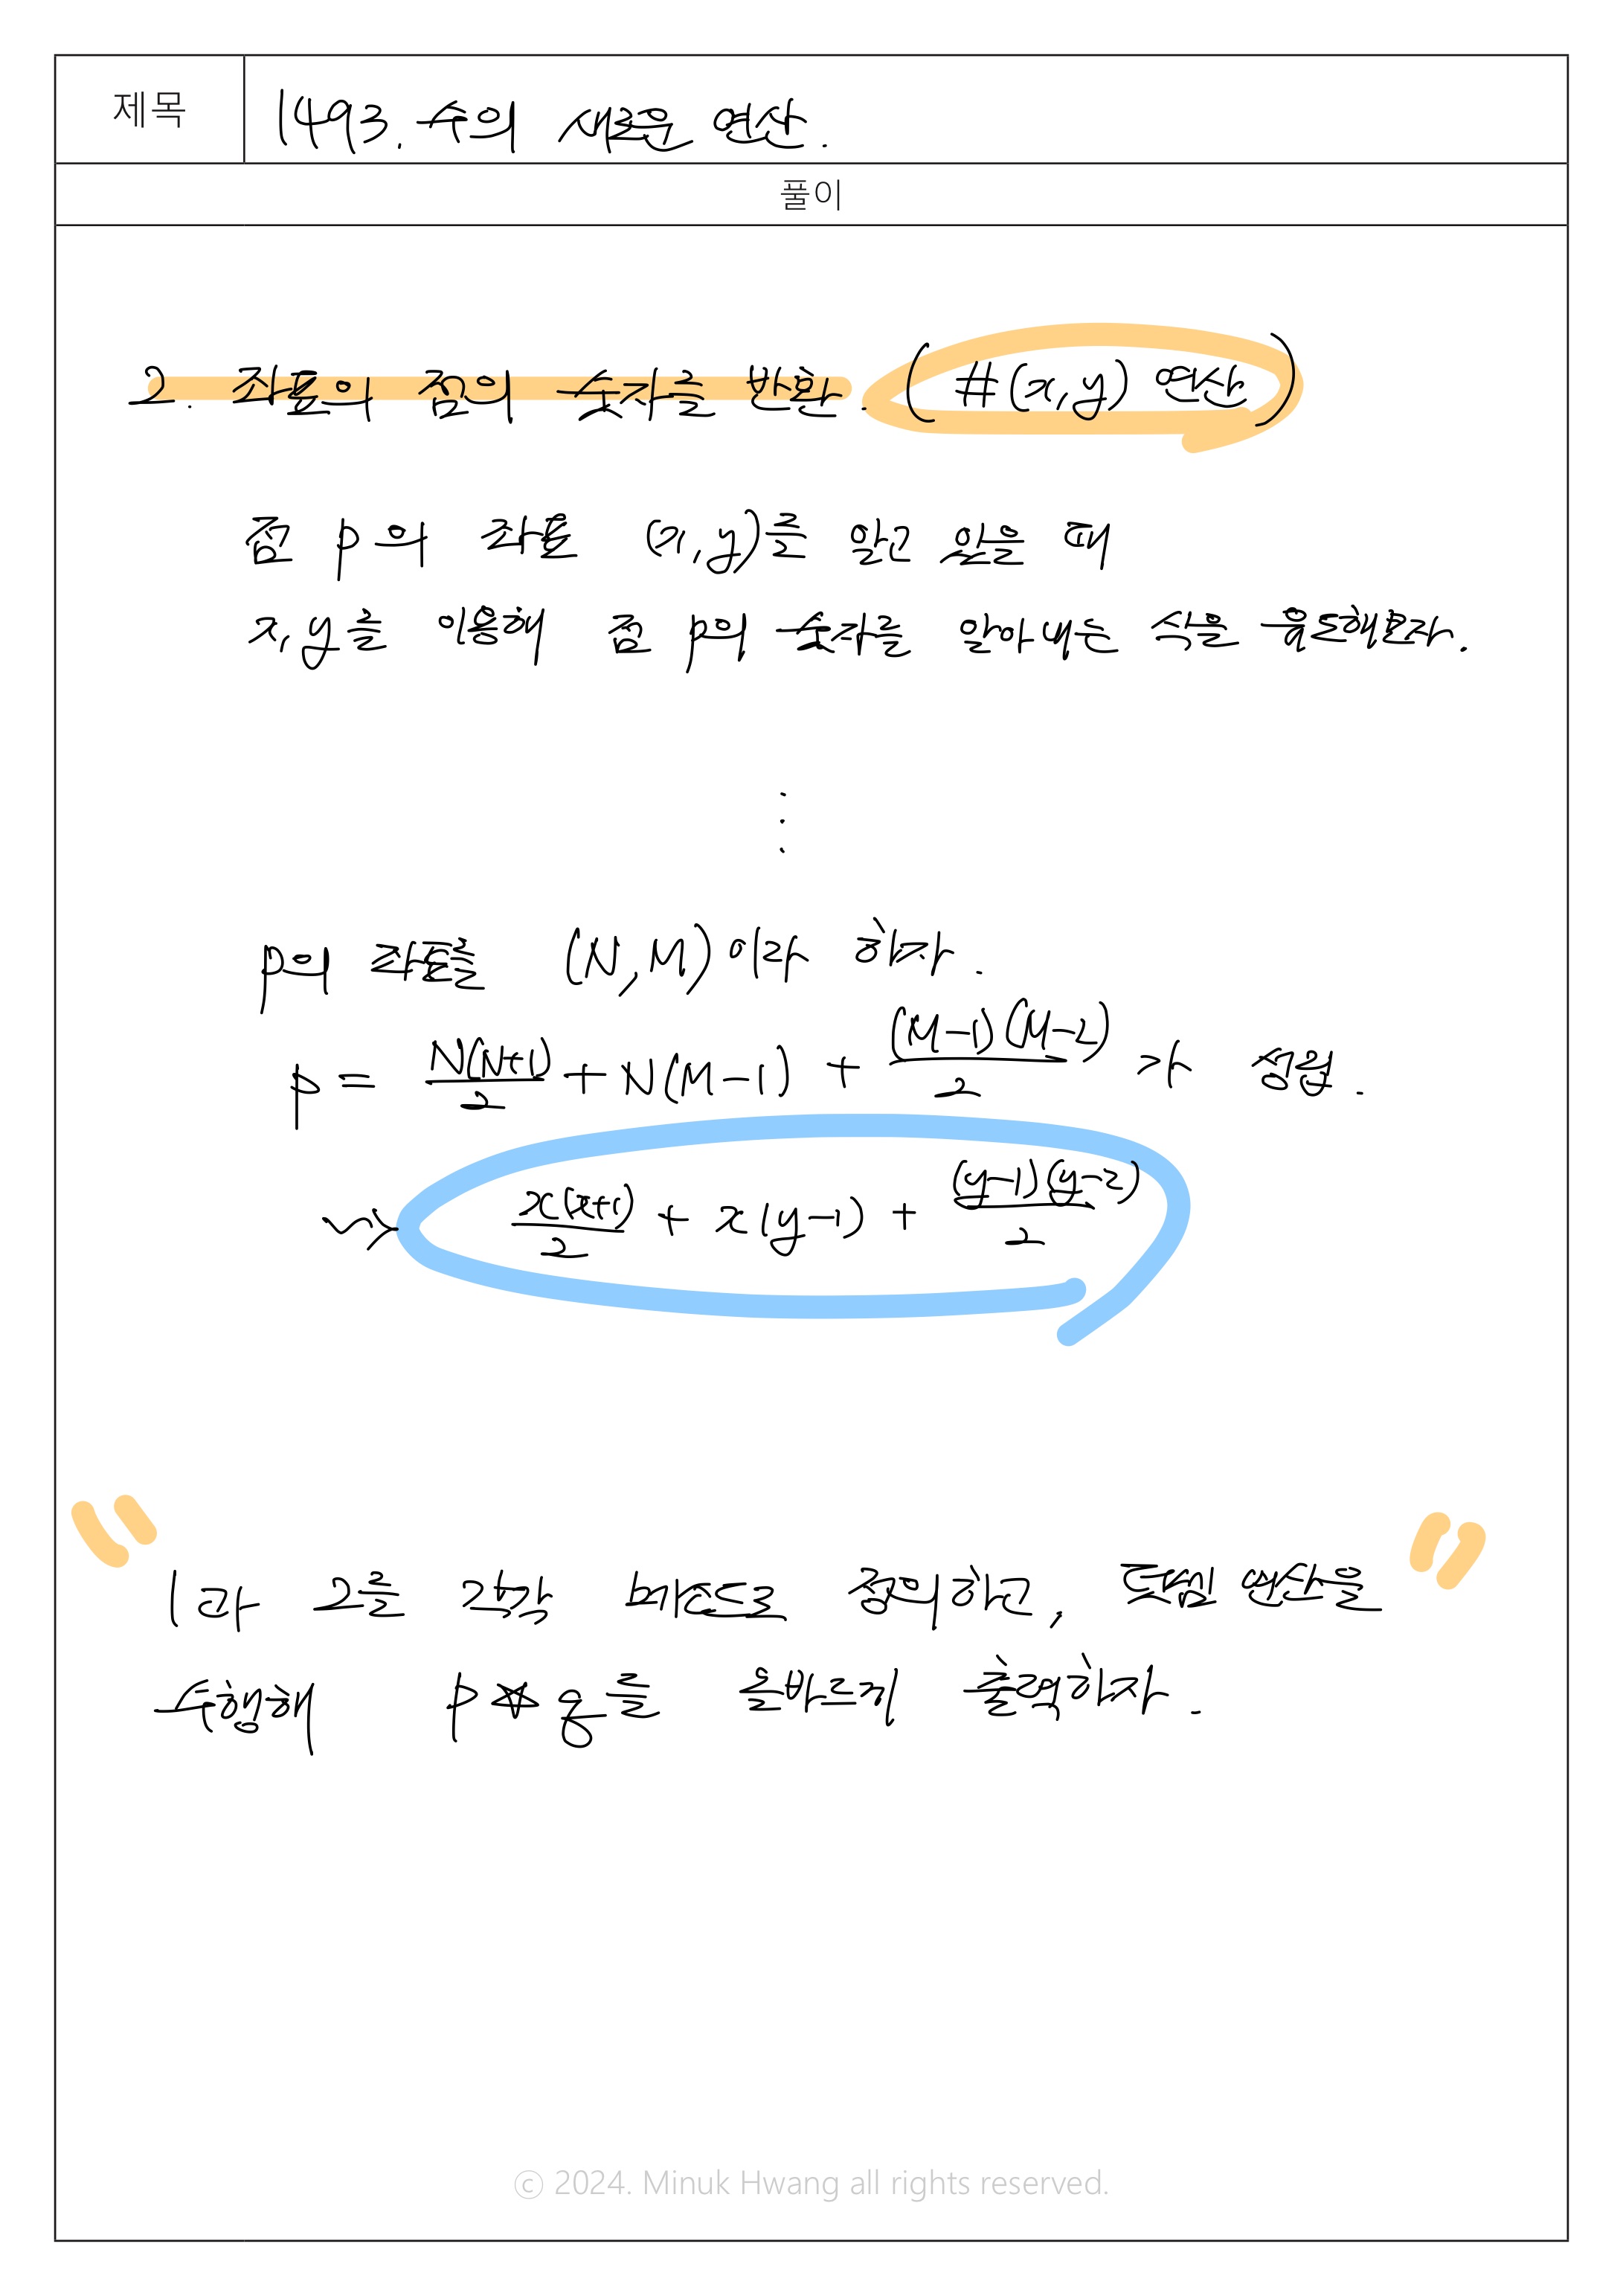 제목
1493. 수의 새로운 연산.
풀이
2. 좌표의 점의 숫자를 반환. ( #(x,y) 연산 )
점 p의 좌표 (x,y)를 알고 있을 때
x,y를 이용해 점 p의 숫자를 알아내는 식을 유도해보자.
⋮
p의 좌표를 (N,M)이라 하자.
p = N(N+1)/2 + N(M-1) + (M-1)(M-2)/2 가 성립.
~> x(x+1)/2 + x(y-1) + (y-1)(y-2)/2
" 1과 2를 각각 메소드로 정의하고, 덧셈 연산을
수행해 p☆q를 올바르게 출력하자. "
ⓒ 2024. Minuk Hwang all rights reserved.